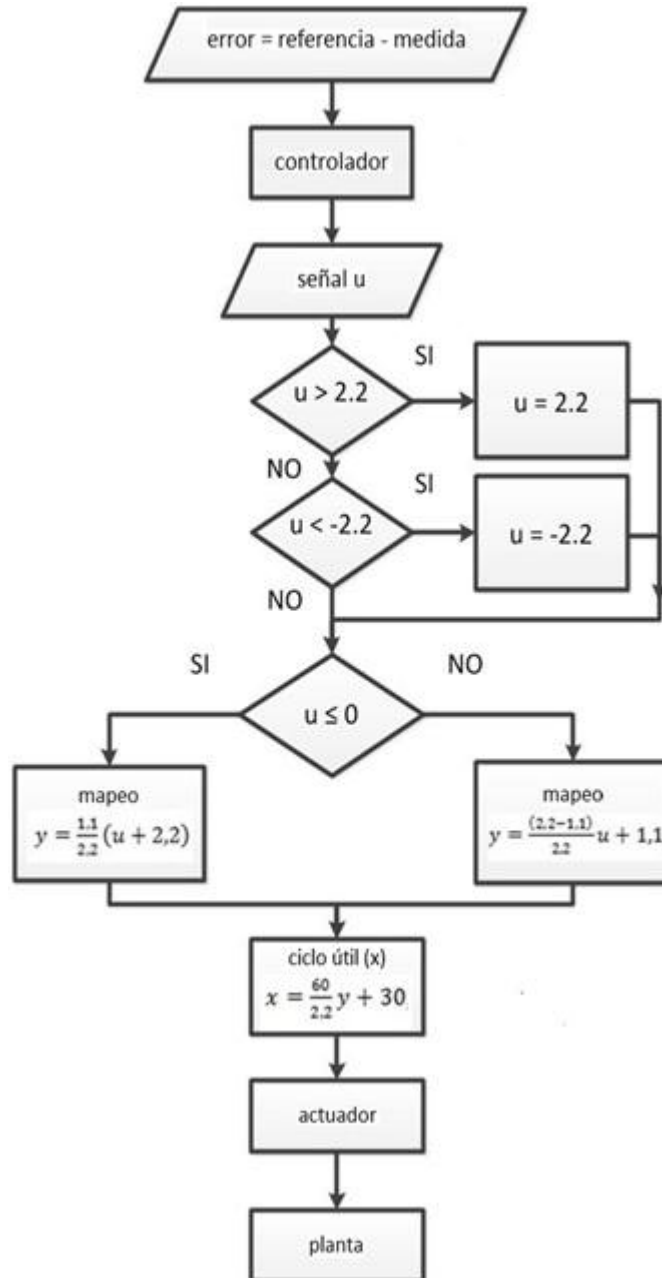 error = referencia - medida
controlador
señal u
u > 2.2
SI
u = 2.2
NO
u < -2.2
SI
u = -2.2
NO
SI
u ≤ 0
NO
mapeo
y = 1,1/2,2 (u + 2,2)
mapeo
y = (2,2−1,1)/2,2 u + 1,1
ciclo útil (x)
x = 60/2,2 y + 30
actuador
planta